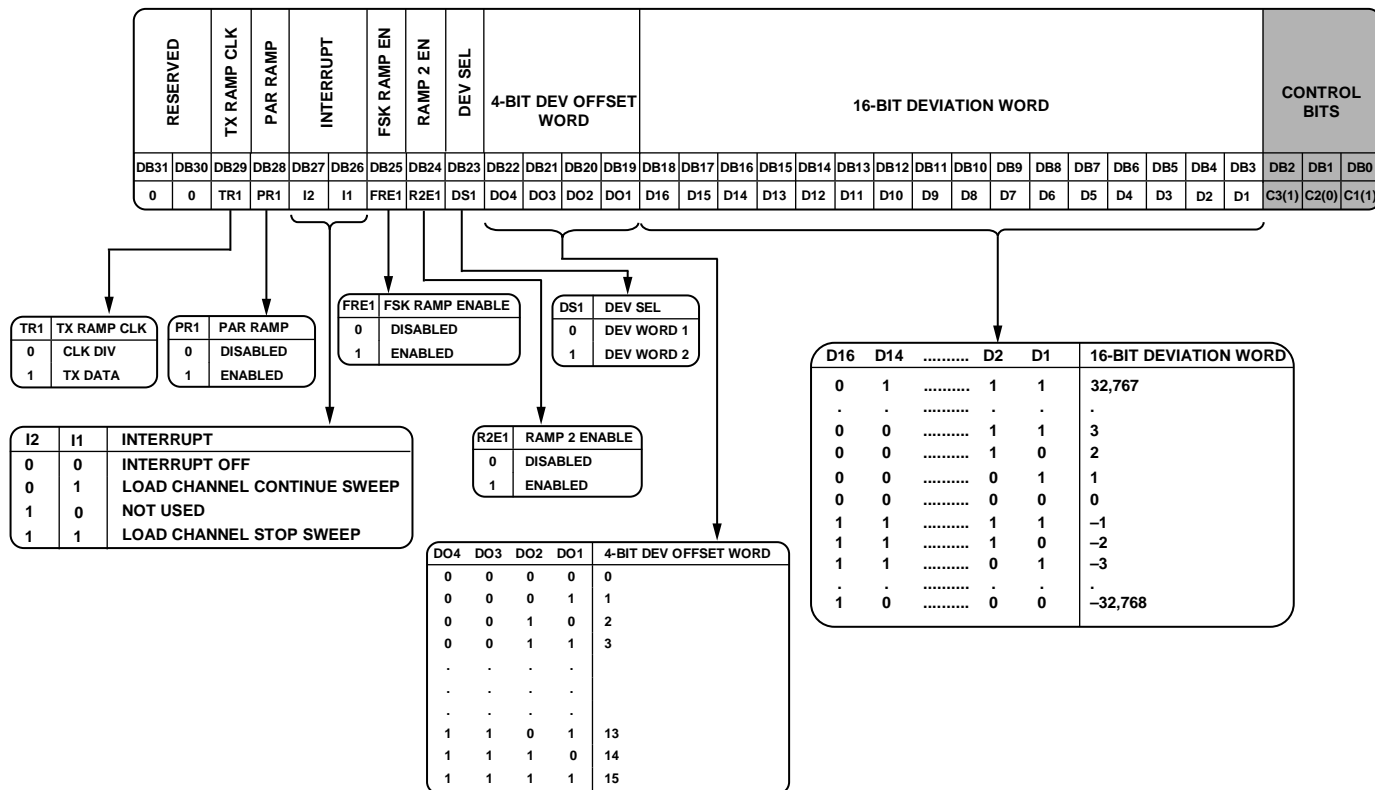 RESERVED
TX RAMP CLK
PAR RAMP
INTERRUPT
FSK RAMP EN
RAMP 2 EN
DEV SEL
4-BIT DEV OFFSET
WORD
16-BIT DEVIATION WORD
CONTROL
BITS
DB31 DB30 DB29 DB28 DB27 DB26 DB25 DB24 DB23 DB22 DB21 DB20 DB19 DB18 DB17 DB16 DB15 DB14 DB13 DB12 DB11 DB10 DB9 DB8 DB7 DB6 DB5 DB4 DB3 DB2 DB1 DB0
0 0 TR1 PR1 I2 I1 FRE1 R2E1 DS1 DO4 DO3 DO2 DO1 D16 D15 D14 D13 D12 D11 D10 D9 D8 D7 D6 D5 D4 D3 D2 D1 C3(1) C2(0) C1(1)
TR1 TX RAMP CLK
0 CLK DIV
1 TX DATA
PR1 PAR RAMP
0 DISABLED
1 ENABLED
FRE1 FSK RAMP ENABLE
0 DISABLED
1 ENABLED
DS1 DEV SEL
0 DEV WORD 1
1 DEV WORD 2
I2 I1 INTERRUPT
0 0 INTERRUPT OFF
0 1 LOAD CHANNEL CONTINUE SWEEP
1 0 NOT USED
1 1 LOAD CHANNEL STOP SWEEP
R2E1 RAMP 2 ENABLE
0 DISABLED
1 ENABLED
D16 D14 .......... D2 D1 16-BIT DEVIATION WORD
0 1 .......... 1 1 32,767
. . .......... . . .
0 0 .......... 1 1 3
0 0 .......... 1 0 2
0 0 .......... 0 1 1
0 0 .......... 0 0 0
1 1 .......... 1 1 –1
1 1 .......... 1 0 –2
1 1 .......... 0 1 –3
. . .......... . . .
1 0 .......... 0 0 –32,768
DO4 DO3 DO2 DO1 4-BIT DEV OFFSET WORD
0 0 0 0 0
0 0 0 1 1
0 0 1 0 2
0 0 1 1 3
. . . .
. . . .
. . . .
1 1 0 1 13
1 1 1 0 14
1 1 1 1 15